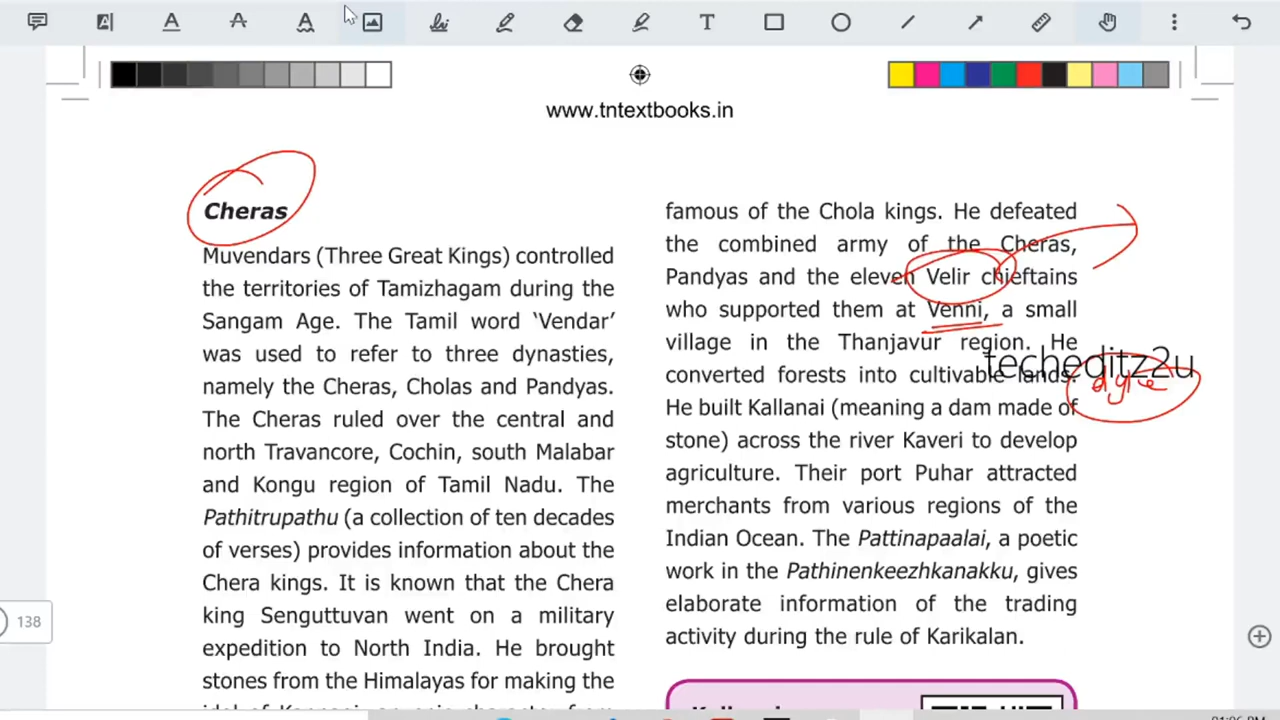 www.tntextbooks.in
Cheras
Muvendars (Three Great Kings) controlled
the territories of Tamizhagam during the
Sangam Age. The Tamil word ‘Vendar’
was used to refer to three dynasties,
namely the Cheras, Cholas and Pandyas.
The Cheras ruled over the central and
north Travancore, Cochin, south Malabar
and Kongu region of Tamil Nadu. The
Pathitrupathu (a collection of ten decades
of verses) provides information about the
Chera kings. It is known that the Chera
king Senguttuvan went on a military
expedition to North India. He brought
stones from the Himalayas for making the
famous of the Chola kings. He defeated
the combined army of the Cheras,
Pandyas and the eleven Velir chieftains
who supported them at Venni, a small
village in the Thanjavur region. He
converted forests into cultivable lands.
He built Kallanai (meaning a dam made of
stone) across the river Kaveri to develop
agriculture. Their port Puhar attracted
merchants from various regions of the
Indian Ocean. The Pattinapaalai, a poetic
work in the Pathinenkeezhkanakku, gives
elaborate information of the trading
activity during the rule of Karikalan.
techeditz2u
138